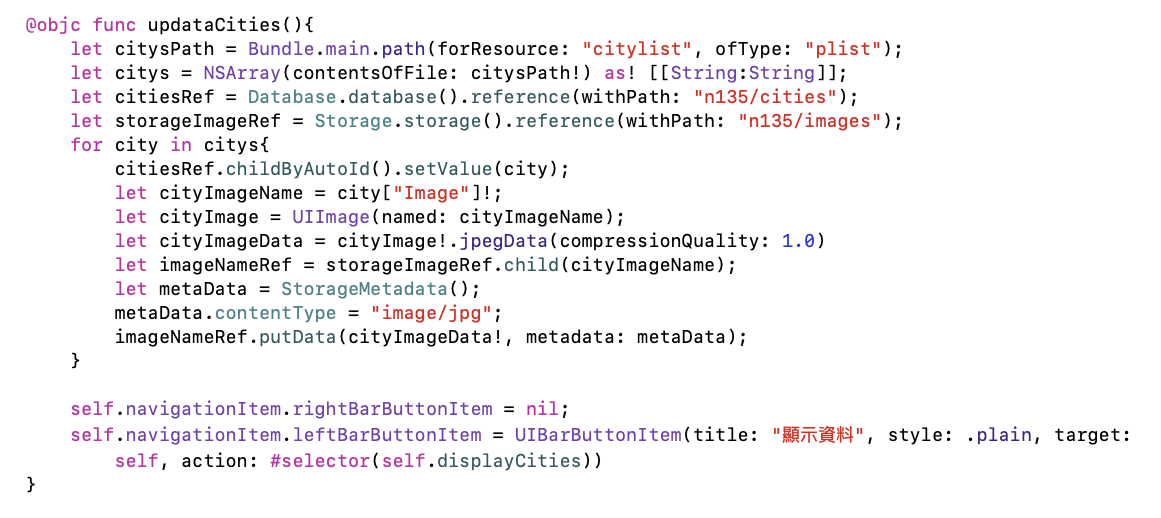 @objc func updataCities(){
let citysPath = Bundle.main.path(forResource: "citylist", ofType: "plist");
let citys = NSArray(contentsOfFile: citysPath!) as! [[String:String]];
let citiesRef = Database.database().reference(withPath: "n135/cities");
let storageImageRef = Storage.storage().reference(withPath: "n135/images");
for city in citys{
citiesRef.childByAutoId().setValue(city);
let cityImageName = city["Image"]!;
let cityImage = UIImage(named: cityImageName);
let cityImageData = cityImage!.jpegData(compressionQuality: 1.0)
let imageNameRef = storageImageRef.child(cityImageName);
let metaData = StorageMetadata();
metaData.contentType = "image/jpg";
imageNameRef.putData(cityImageData!, metadata: metaData);
}
self.navigationItem.rightBarButtonItem = nil;
self.navigationItem.leftBarButtonItem = UIBarButtonItem(title: "顯示資料", style: .plain, target:
self, action: #selector(self.displayCities))
}